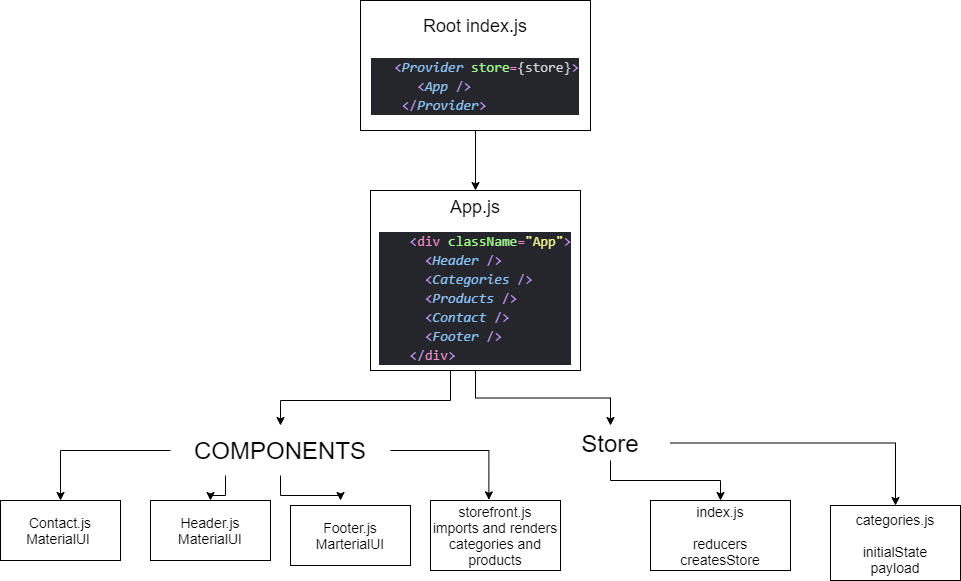 Root index.js
<Provider store={store}>
<App />
</Provider>
App.js
<div className="App">
<Header />
<Categories />
<Products />
<Contact />
<Footer />
</div>
COMPONENTS
Store
Contact.js
MaterialUI
Header.js
MaterialUI
Footer.js
MarterialUI
storefront.js
imports and renders
categories and
products
index.js
reducers
createsStore
categories.js
initialState
payload